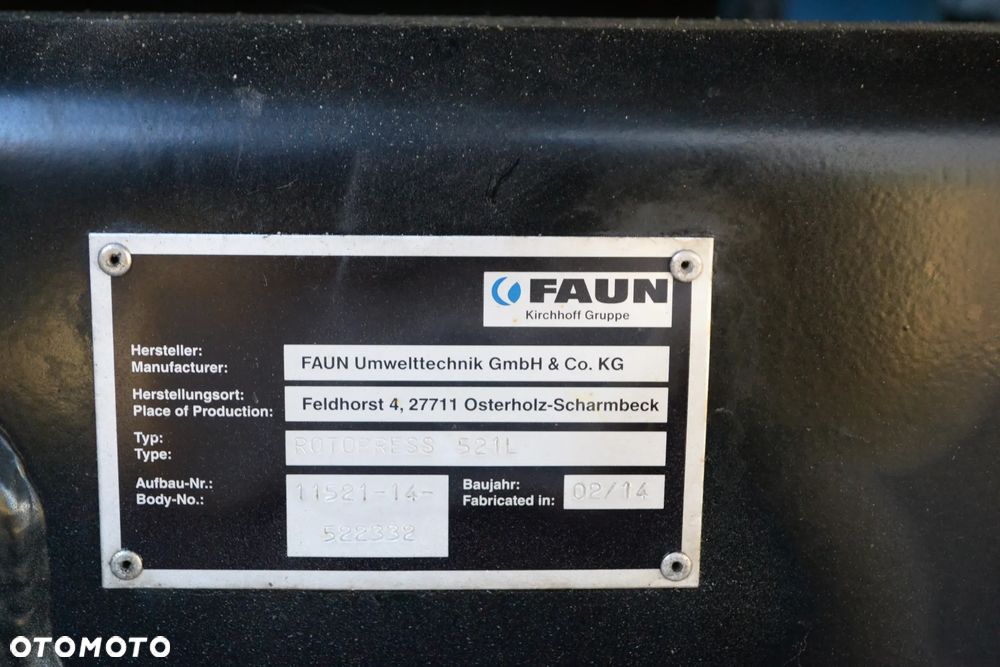 FAUN
Kirchhoff Gruppe
Hersteller:
Manufacturer:
FAUN Umwelttechnik GmbH & Co. KG
Herstellungsort:
Place of Production:
Feldhorst 4, 27711 Osterholz-Scharmbeck
Typ:
Type:
ROTOPRESS 521L
Aufbau-Nr.:
Body-No.:
11521-14-
522332
Baujahr:
Fabricated in:
02/14
OTOMOTO